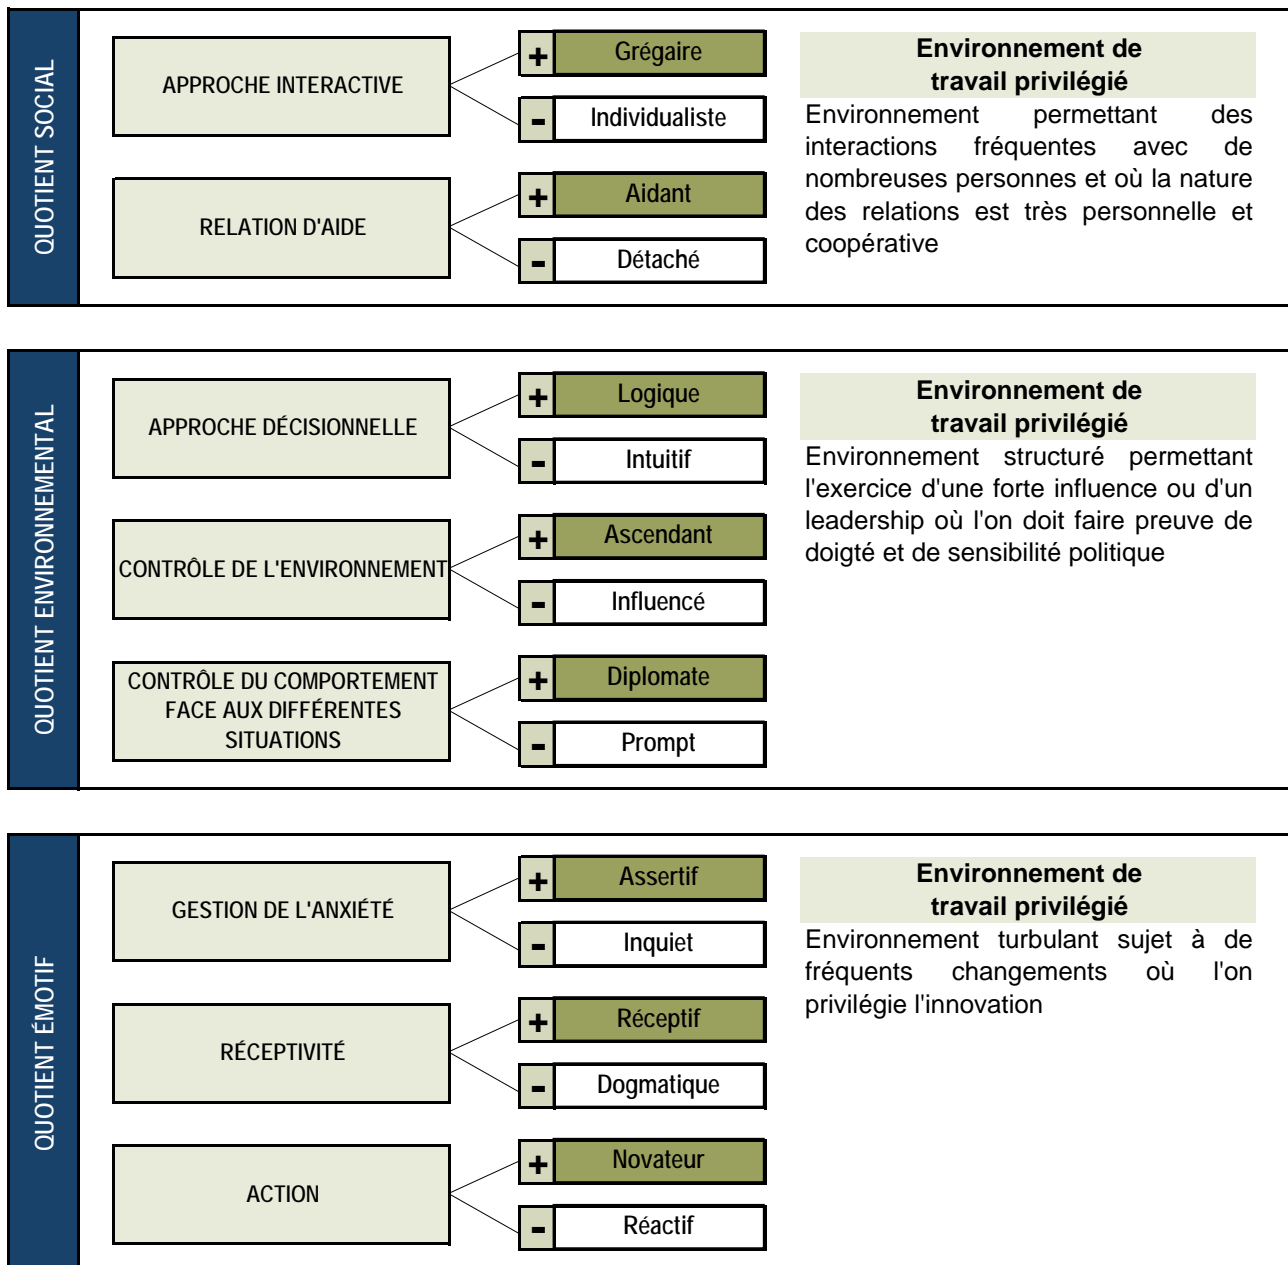 QUOTIENT SOCIAL
APPROCHE INTERACTIVE
+ Grégaire
- Individualiste
RELATION D'AIDE
+ Aidant
- Détaché
Environnement de
travail privilégié
Environnement permettant des
interactions fréquentes avec de
nombreuses personnes et où la nature
des relations est très personnelle et
coopérative
QUOTIENT ENVIRONNEMENTAL
APPROCHE DÉCISIONNELLE
+ Logique
- Intuitif
CONTRÔLE DE L'ENVIRONNEMENT
+ Ascendant
- Influencé
CONTRÔLE DU COMPORTEMENT
FACE AUX DIFFÉRENTES
SITUATIONS
+ Diplomate
- Prompt
Environnement de
travail privilégié
Environnement structuré permettant
l'exercice d'une forte influence ou d'un
leadership où l'on doit faire preuve de
doigté et de sensibilité politique
QUOTIENT ÉMOTIF
GESTION DE L'ANXIÉTÉ
+ Assertif
- Inquiet
RÉCEPTIVITÉ
+ Réceptif
- Dogmatique
ACTION
+ Novateur
- Réactif
Environnement de
travail privilégié
Environnement turbulant sujet à de
fréquents changements où l'on
privilégie l'innovation